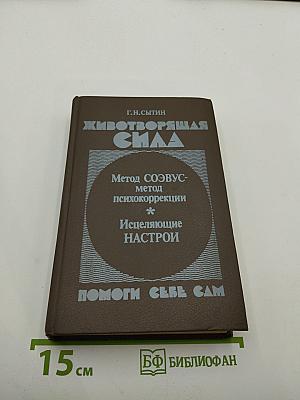 Г.Н.СЫТИН
ЖИВОТВОРЯЩАЯ
СИЛА
Метод СОЭВУС-
метод
психокоррекции
*
Исцеляющие
НАСТРОИ
ПОМОГИ СЕБЕ САМ
15 см
БФ БИБЛИОФАН